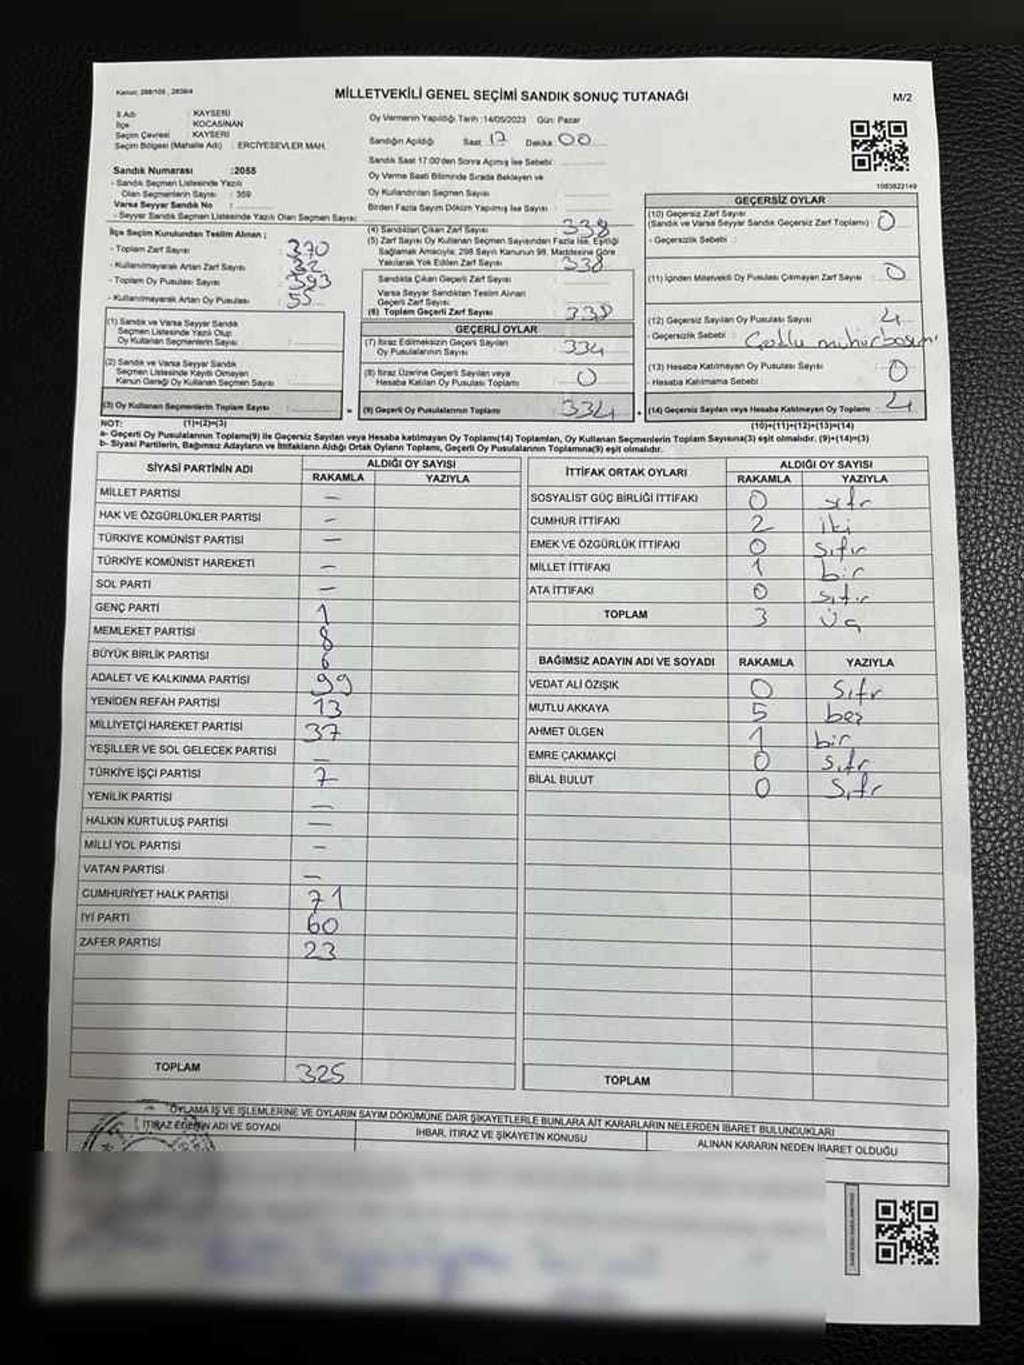 Kanun: 298/105 , 2839/4
MİLLETVEKİLİ GENEL SEÇİMİ SANDIK SONUÇ TUTANAĞI
M/2
İl Adı : KAYSERİ
İlçe : KOCASİNAN
Seçim Çevresi : KAYSERİ
Seçim Bölgesi (Mahalle Adı) : ERCİYESEVLER MAH.
Oy Vermenin Yapıldığı Tarih :14/05/2023 Gün: Pazar
Sandığın Açıldığı Saat 17 Dakika 00
Sandık Saat 17:00'den Sonra Açılmış İse Sebebi:
Oy Verme Saati Bitiminde Sırada Bekleyen ve
Oy Kullandırılan Seçmen Sayısı
Birden Fazla Sayım Döküm Yapılmış İse Sayısı :
1083822149
Sandık Numarası :2055
- Sandık Seçmen Listesinde Yazılı
Olan Seçmenlerin Sayısı : 359
Varsa Seyyar Sandık No :
- Seyyar Sandık Seçmen Listesinde Yazılı Olan Seçmen Sayısı:
İlçe Seçim Kurulundan Teslim Alınan ;
- Toplam Zarf Sayısı 370
- Kullanılmayarak Artan Zarf Sayısı 32
- Toplam Oy Pusulası Sayısı 393
- Kullanılmayarak Artan Oy Pusulası 55
(1) Sandık ve Varsa Seyyar Sandık
Seçmen Listesinde Yazılı Olup
Oy Kullanan Seçmenlerin Sayısı :
(2) Sandık ve Varsa Seyyar Sandık
Seçmen Listesinde Kayıtlı Olmayan
Kanun Gereği Oy Kullanan Seçmen Sayısı
(3) Oy Kullanan Seçmenlerin Toplam Sayısı =
(4) Sandıktan Çıkan Zarf Sayısı 338
(5) Zarf Sayısı Oy Kullanan Seçmen Sayısından Fazla İse, Eşitliği
Sağlamak Amacıyla; 298 Sayılı Kanunun 98. Maddesine Göre
Yakılarak Yok Edilen Zarf Sayısı 338
Sandıkta Çıkan Geçerli Zarf Sayısı
Varsa Seyyar Sandıktan Teslim Alınan
Geçerli Zarf Sayısı
(6) Toplam Geçerli Zarf Sayısı 338
GEÇERLİ OYLAR
(7) İtiraz Edilmeksizin Geçerli Sayılan
Oy Pusulalarının Sayısı 334
(8) İtiraz Üzerine Geçerli Sayılan veya
Hesaba Katılan Oy Pusulası Toplamı 0
(9) Geçerli Oy Pusulalarının Toplamı 334 +
GEÇERSİZ OYLAR
(10) Geçersiz Zarf Sayısı
(Sandık ve Varsa Seyyar Sandık Geçersiz Zarf Toplamı) : 0
- Geçersizlik Sebebi :
(11) İçinden Milletvekili Oy Pusulası Çıkmayan Zarf Sayısı : 0
(12) Geçersiz Sayılan Oy Pusulası Sayısı : 4
- Geçersizlik Sebebi : Çoklu mühür basımı
(13) Hesaba Katılmayan Oy Pusulası Sayısı : 0
- Hesaba Katılmama Sebebi
(14) Geçersiz Sayılan veya Hesaba Katılmayan Oy Toplamı : 4
NOT: (1)+(2)=(3) (10)+(11)+(12)+(13)=(14)
a- Geçerli Oy Pusulalarının Toplamı(9) ile Geçersiz Sayılan veya Hesaba katılmayan Oy Toplamı(14) Toplamları, Oy Kullanan Seçmenlerin Toplam Sayısına(3) eşit olmalıdır. (9)+(14)=(3)
b- Siyasi Partilerin, Bağımsız Adayların ve İttifakların Aldığı Ortak Oyların Toplamı, Geçerli Oy Pusulalarının Toplamına(9) eşit olmalıdır.
SİYASİ PARTİNİN ADI ALDIĞI OY SAYISI
RAKAMLA YAZIYLA
MİLLET PARTİSİ —
HAK VE ÖZGÜRLÜKLER PARTİSİ —
TÜRKİYE KOMÜNİST PARTİSİ —
TÜRKİYE KOMÜNİST HAREKETİ —
SOL PARTİ —
GENÇ PARTİ 1
MEMLEKET PARTİSİ 8
BÜYÜK BİRLİK PARTİSİ 6
ADALET VE KALKINMA PARTİSİ 99
YENİDEN REFAH PARTİSİ 13
MİLLİYETÇİ HAREKET PARTİSİ 37
YEŞİLLER VE SOL GELECEK PARTİSİ —
TÜRKİYE İŞÇİ PARTİSİ 7
YENİLİK PARTİSİ —
HALKIN KURTULUŞ PARTİSİ —
MİLLİ YOL PARTİSİ —
VATAN PARTİSİ —
CUMHURİYET HALK PARTİSİ 71
İYİ PARTİ 60
ZAFER PARTİSİ 23
TOPLAM 325
İTTİFAK ORTAK OYLARI ALDIĞI OY SAYISI
RAKAMLA YAZIYLA
SOSYALİST GÜÇ BİRLİĞİ İTTİFAKI 0 sıfr
CUMHUR İTTİFAKI 2 iki
EMEK VE ÖZGÜRLÜK İTTİFAKI 0 sıfır
MİLLET İTTİFAKI 1 bir
ATA İTTİFAKI 0 sıfır
TOPLAM 3 üç
BAĞIMSIZ ADAYIN ADI VE SOYADI RAKAMLA YAZIYLA
VEDAT ALİ ÖZIŞIK 0 Sıfr
MUTLU AKKAYA 5 beş
AHMET ÜLGEN 1 bir
EMRE ÇAKMAKÇİ 0 sıfr
BİLAL BULUT 0 Sıfr
TOPLAM
OYLAMA İŞ VE İŞLEMLERİNE VE OYLARIN SAYIM DÖKÜMÜNE DAİR ŞİKAYETLERLE BUNLARA AİT KARARLARIN NELERDEN İBARET BULUNDUKLARI
İTİRAZ EDENİN ADI VE SOYADI
İHBAR, İTİRAZ VE ŞİKAYETİN KONUSU
ALINAN KARARIN NEDEN İBARET OLDUĞU